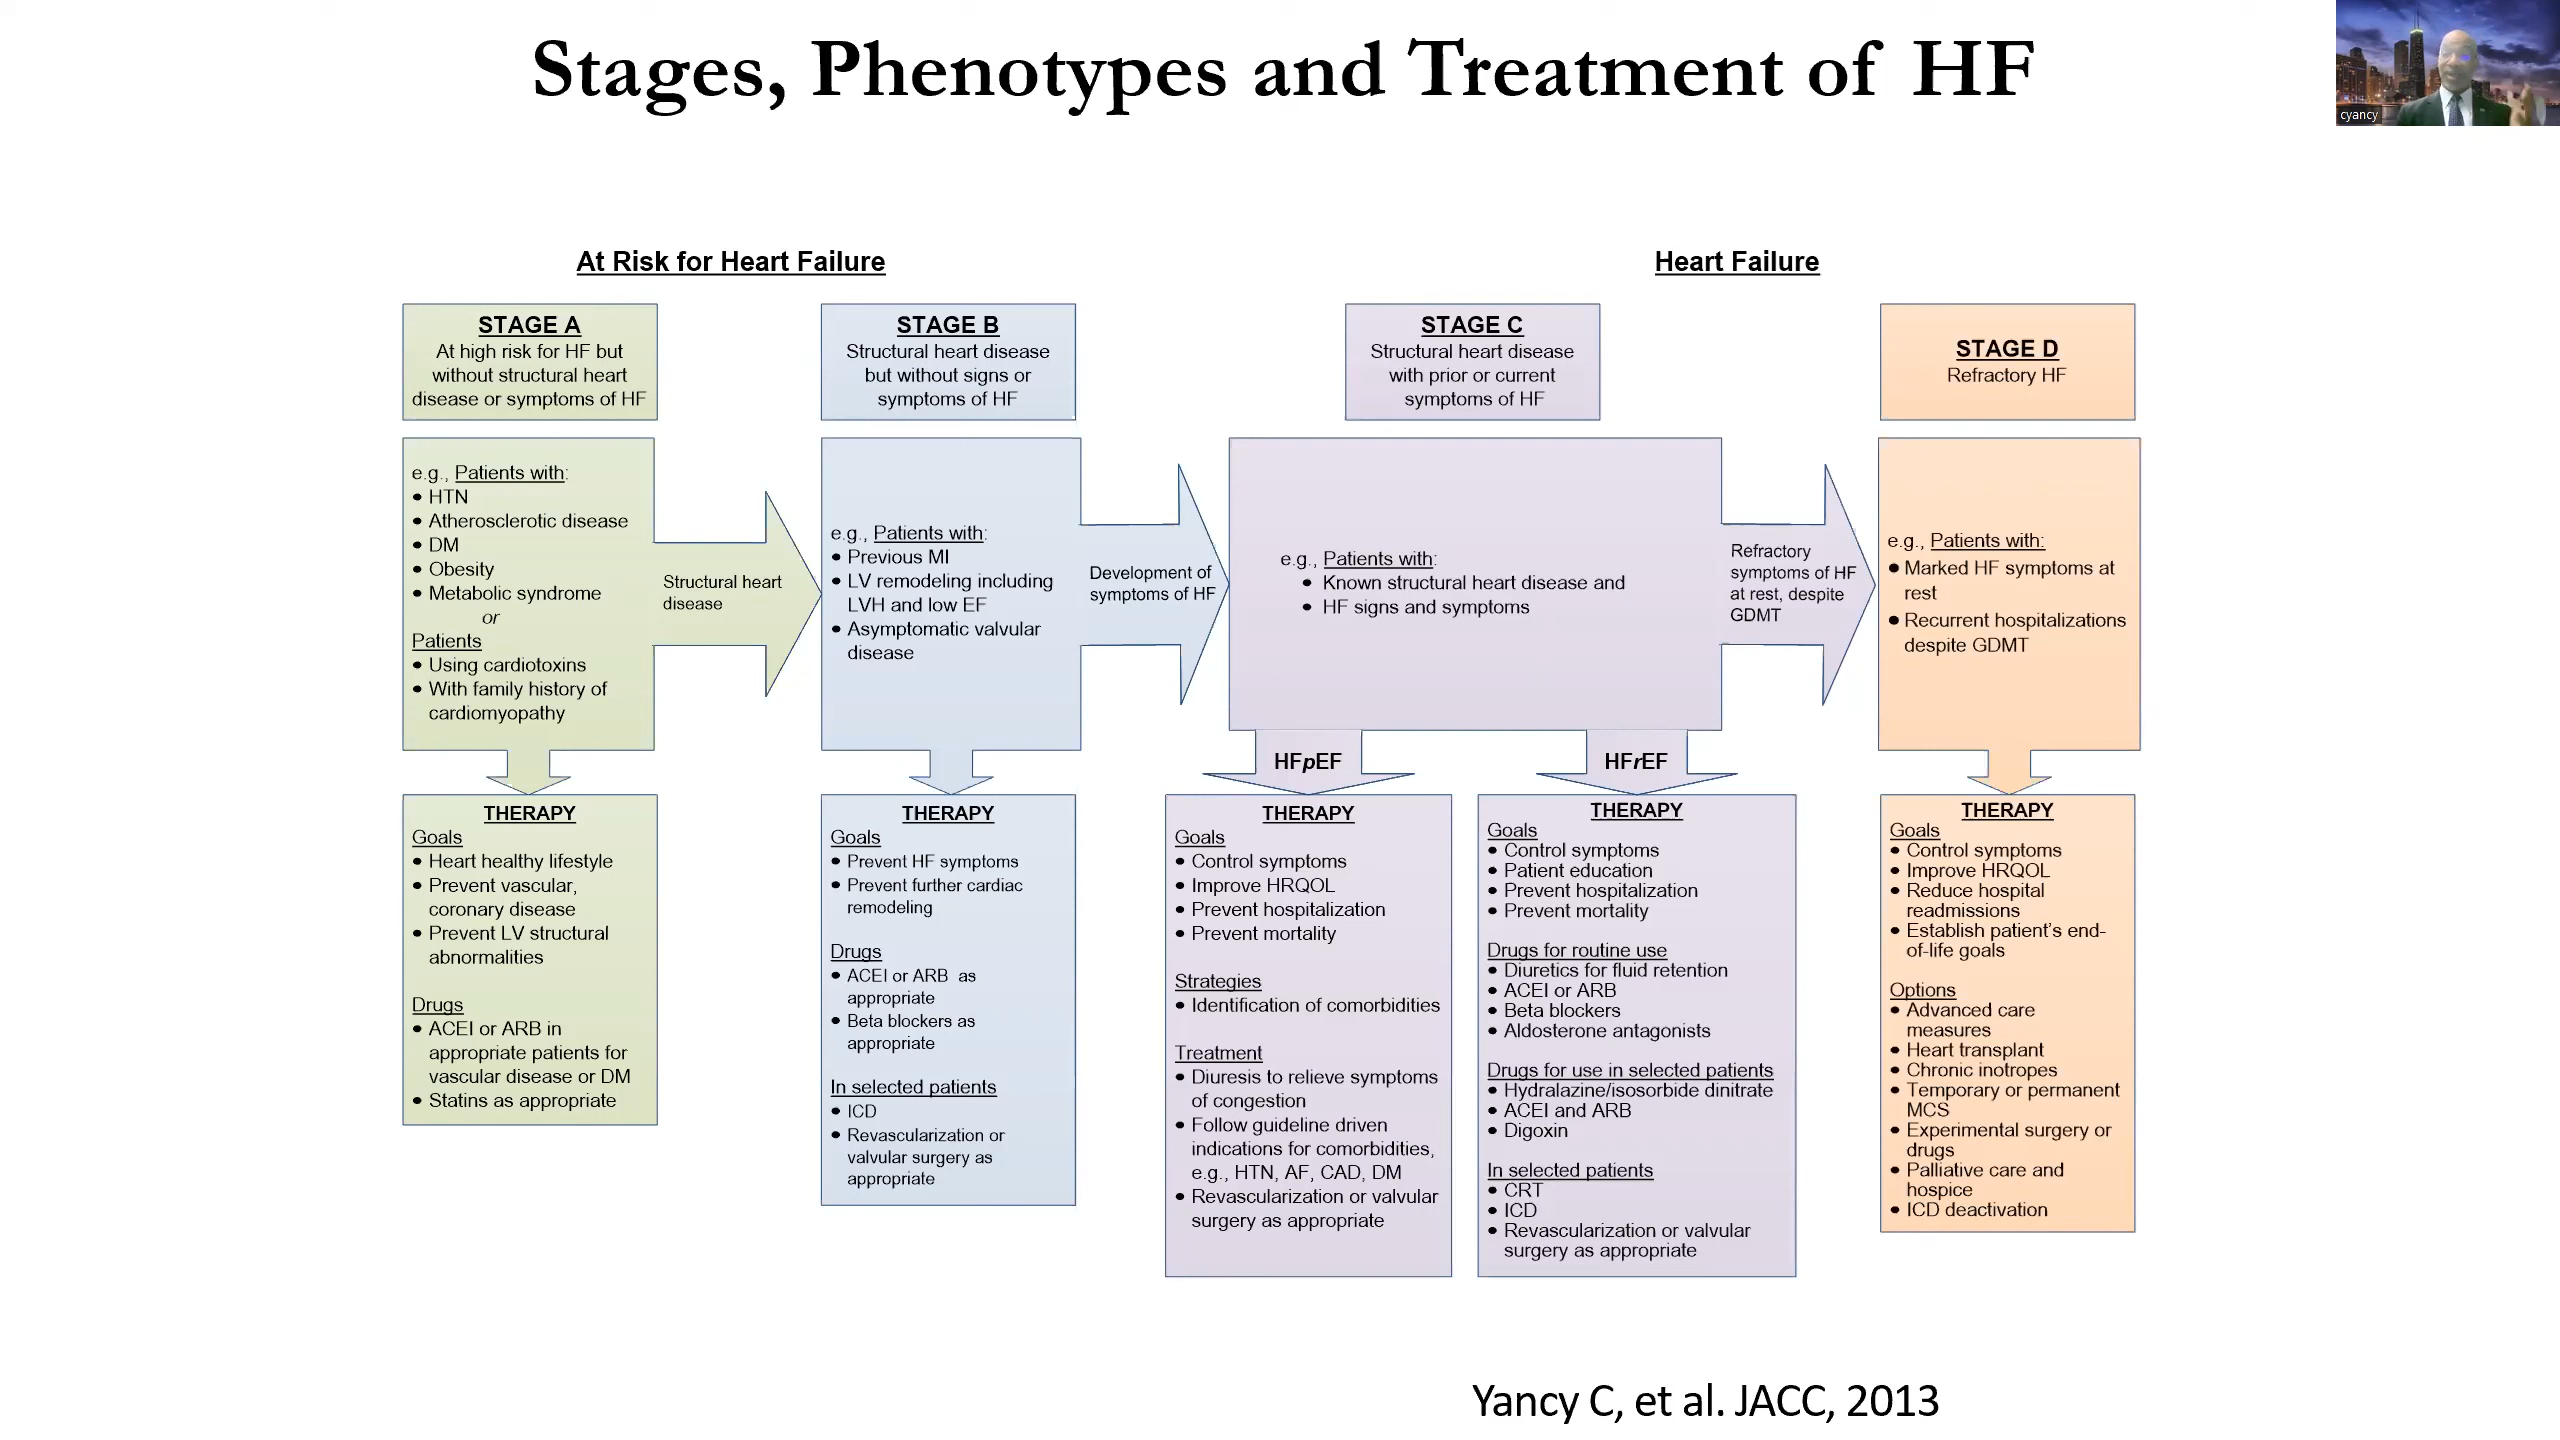 Stages, Phenotypes and Treatment of HF
cyancy
At Risk for Heart Failure
Heart Failure
STAGE A
At high risk for HF but
without structural heart
disease or symptoms of HF
STAGE B
Structural heart disease
but without signs or
symptoms of HF
STAGE C
Structural heart disease
with prior or current
symptoms of HF
STAGE D
Refractory HF
e.g., Patients with:
• HTN
• Atherosclerotic disease
• DM
• Obesity
• Metabolic syndrome
or
Patients
• Using cardiotoxins
• With family history of
cardiomyopathy
Structural heart
disease
e.g., Patients with:
• Previous MI
• LV remodeling including
LVH and low EF
• Asymptomatic valvular
disease
Development of
symptoms of HF
e.g., Patients with:
• Known structural heart disease and
• HF signs and symptoms
Refractory
symptoms of HF
at rest, despite
GDMT
e.g., Patients with:
• Marked HF symptoms at
rest
• Recurrent hospitalizations
despite GDMT
HFpEF
HFrEF
THERAPY
Goals
• Heart healthy lifestyle
• Prevent vascular,
coronary disease
• Prevent LV structural
abnormalities
Drugs
• ACEI or ARB in
appropriate patients for
vascular disease or DM
• Statins as appropriate
THERAPY
Goals
• Prevent HF symptoms
• Prevent further cardiac
remodeling
Drugs
• ACEI or ARB as
appropriate
• Beta blockers as
appropriate
In selected patients
• ICD
• Revascularization or
valvular surgery as
appropriate
THERAPY
Goals
• Control symptoms
• Improve HRQOL
• Prevent hospitalization
• Prevent mortality
Strategies
• Identification of comorbidities
Treatment
• Diuresis to relieve symptoms
of congestion
• Follow guideline driven
indications for comorbidities,
e.g., HTN, AF, CAD, DM
• Revascularization or valvular
surgery as appropriate
THERAPY
Goals
• Control symptoms
• Patient education
• Prevent hospitalization
• Prevent mortality
Drugs for routine use
• Diuretics for fluid retention
• ACEI or ARB
• Beta blockers
• Aldosterone antagonists
Drugs for use in selected patients
• Hydralazine/isosorbide dinitrate
• ACEI and ARB
• Digoxin
In selected patients
• CRT
• ICD
• Revascularization or valvular
surgery as appropriate
THERAPY
Goals
• Control symptoms
• Improve HRQOL
• Reduce hospital
readmissions
• Establish patient's end-
of-life goals
Options
• Advanced care
measures
• Heart transplant
• Chronic inotropes
• Temporary or permanent
MCS
• Experimental surgery or
drugs
• Palliative care and
hospice
• ICD deactivation
Yancy C, et al. JACC, 2013